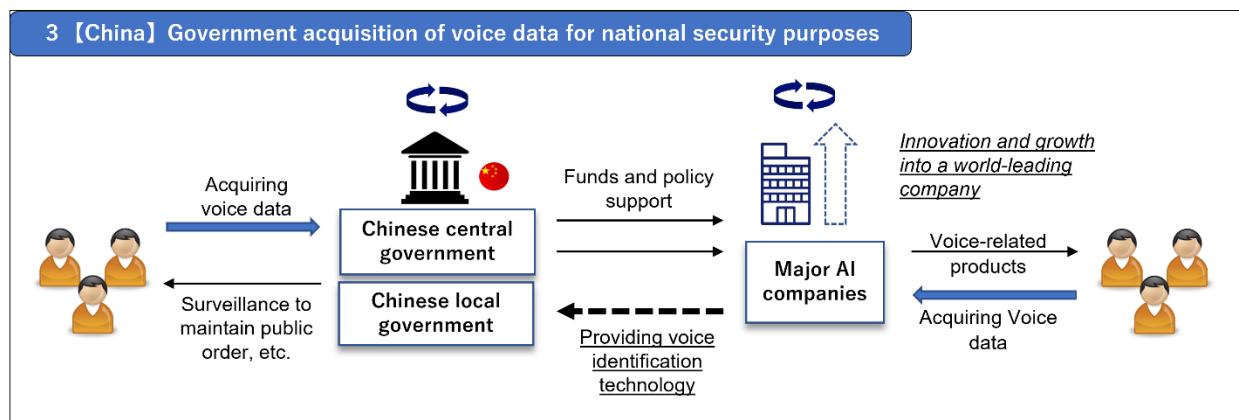 3 【China】Government acquisition of voice data for national security purposes
Acquiring
voice data
Surveillance to
maintain public
order, etc.
Chinese central
government
Chinese local
government
Funds and policy
support
Providing voice
identification
technology
Innovation and growth
into a world-leading
company
Major AI
companies
Voice-related
products
Acquiring Voice
data